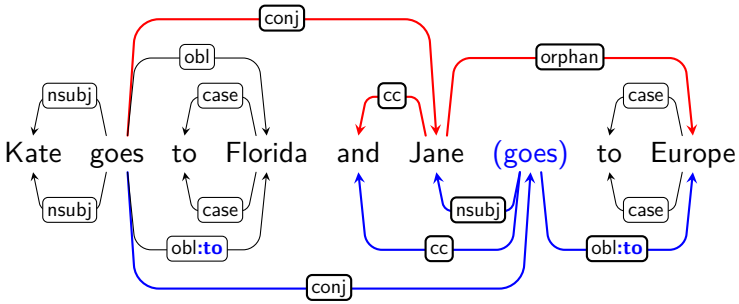 conj
obl orphan
nsubj case cc case
Kate goes to Florida and Jane (goes) to Europe
nsubj case nsubj case
obl:to cc obl:to
conj